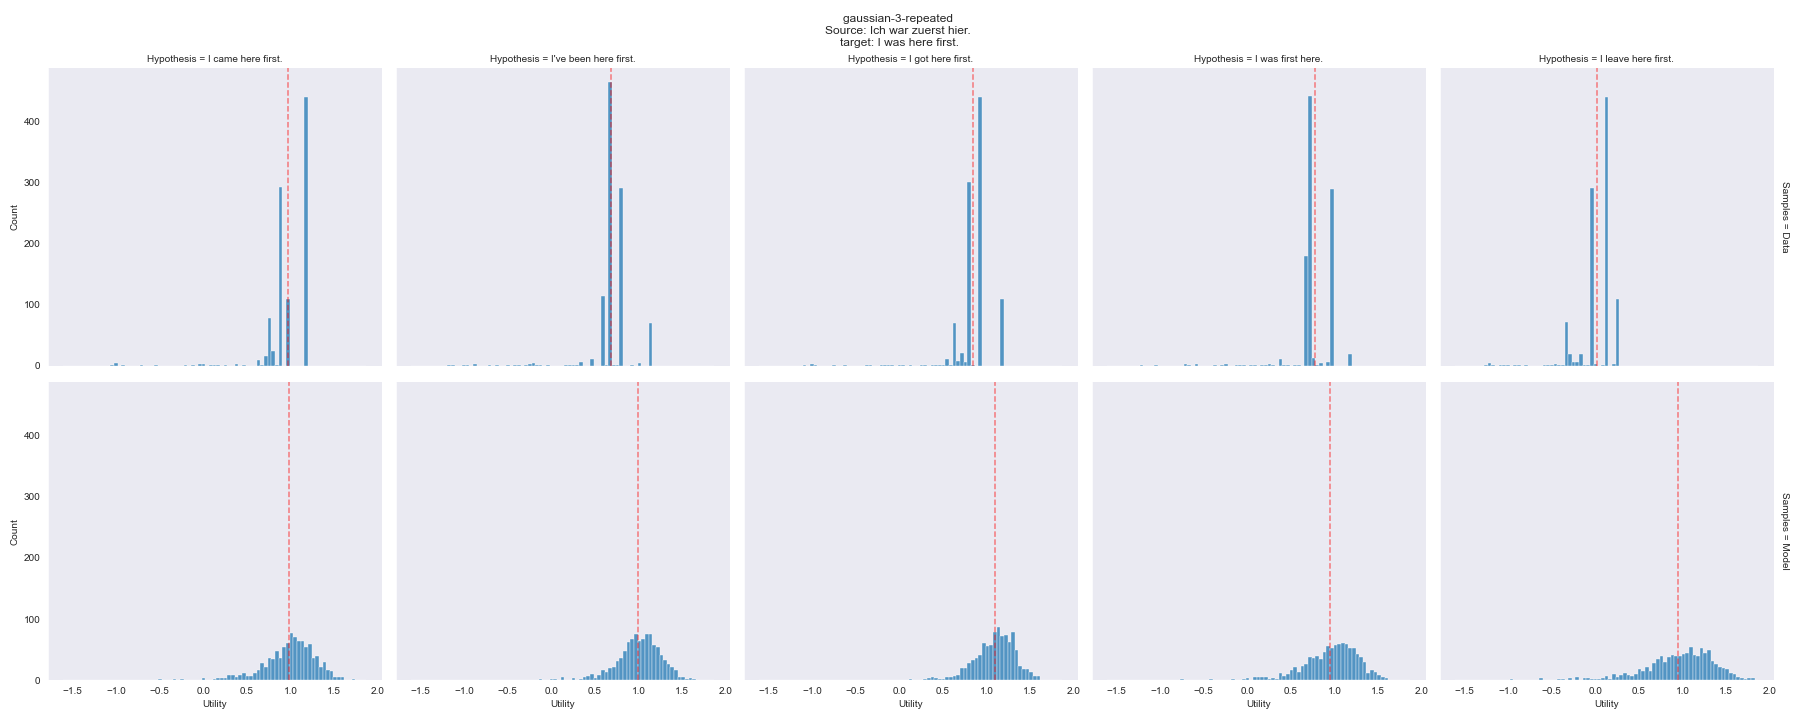 gaussian-3-repeated
Source: Ich war zuerst hier.
target: I was here first.
Hypothesis = I came here first.
Hypothesis = I've been here first.
Hypothesis = I got here first.
Hypothesis = I was first here.
Hypothesis = I leave here first.
400
300
200
100
0
Count
Samples = Data
400
300
200
100
0
Count
Samples = Model
−1.5 −1.0 −0.5 0.0 0.5 1.0 1.5 2.0
Utility
−1.5 −1.0 −0.5 0.0 0.5 1.0 1.5 2.0
Utility
−1.5 −1.0 −0.5 0.0 0.5 1.0 1.5 2.0
Utility
−1.5 −1.0 −0.5 0.0 0.5 1.0 1.5 2.0
Utility
−1.5 −1.0 −0.5 0.0 0.5 1.0 1.5 2.0
Utility